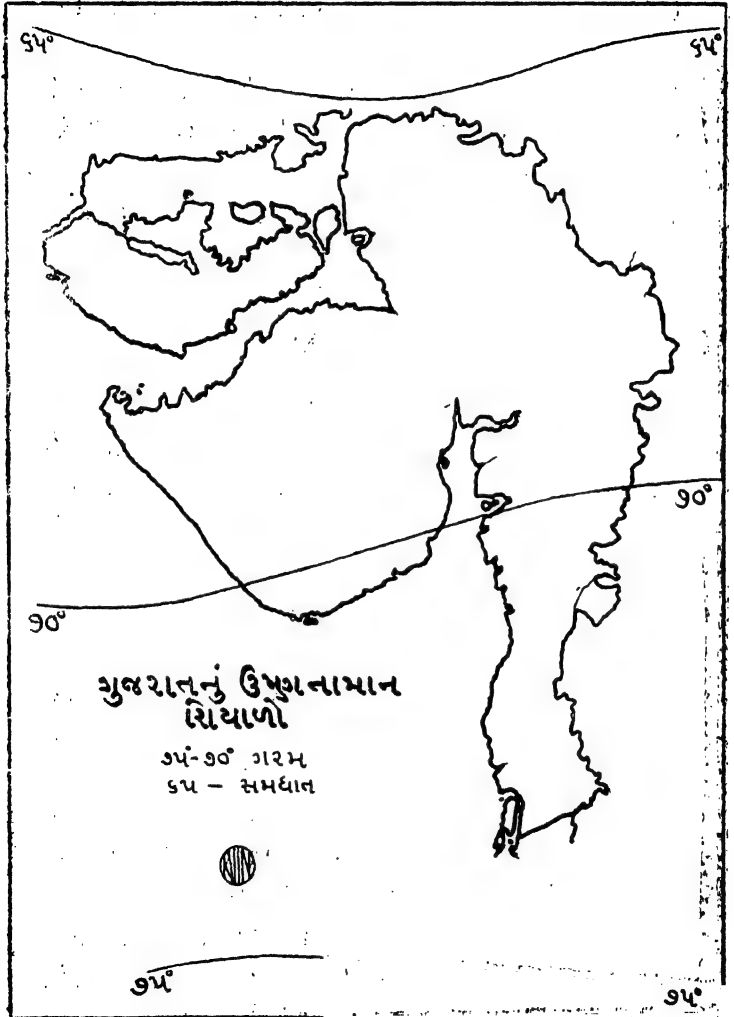 ૬૫° ૬૫°
૭૦°
૭૦°
ગુજરાતનું ઉષ્ણતામાન
શિયાળો
૭૫-૭૦° ગરમ
૬૫ – સમધાત
૭૫°
૭૫°